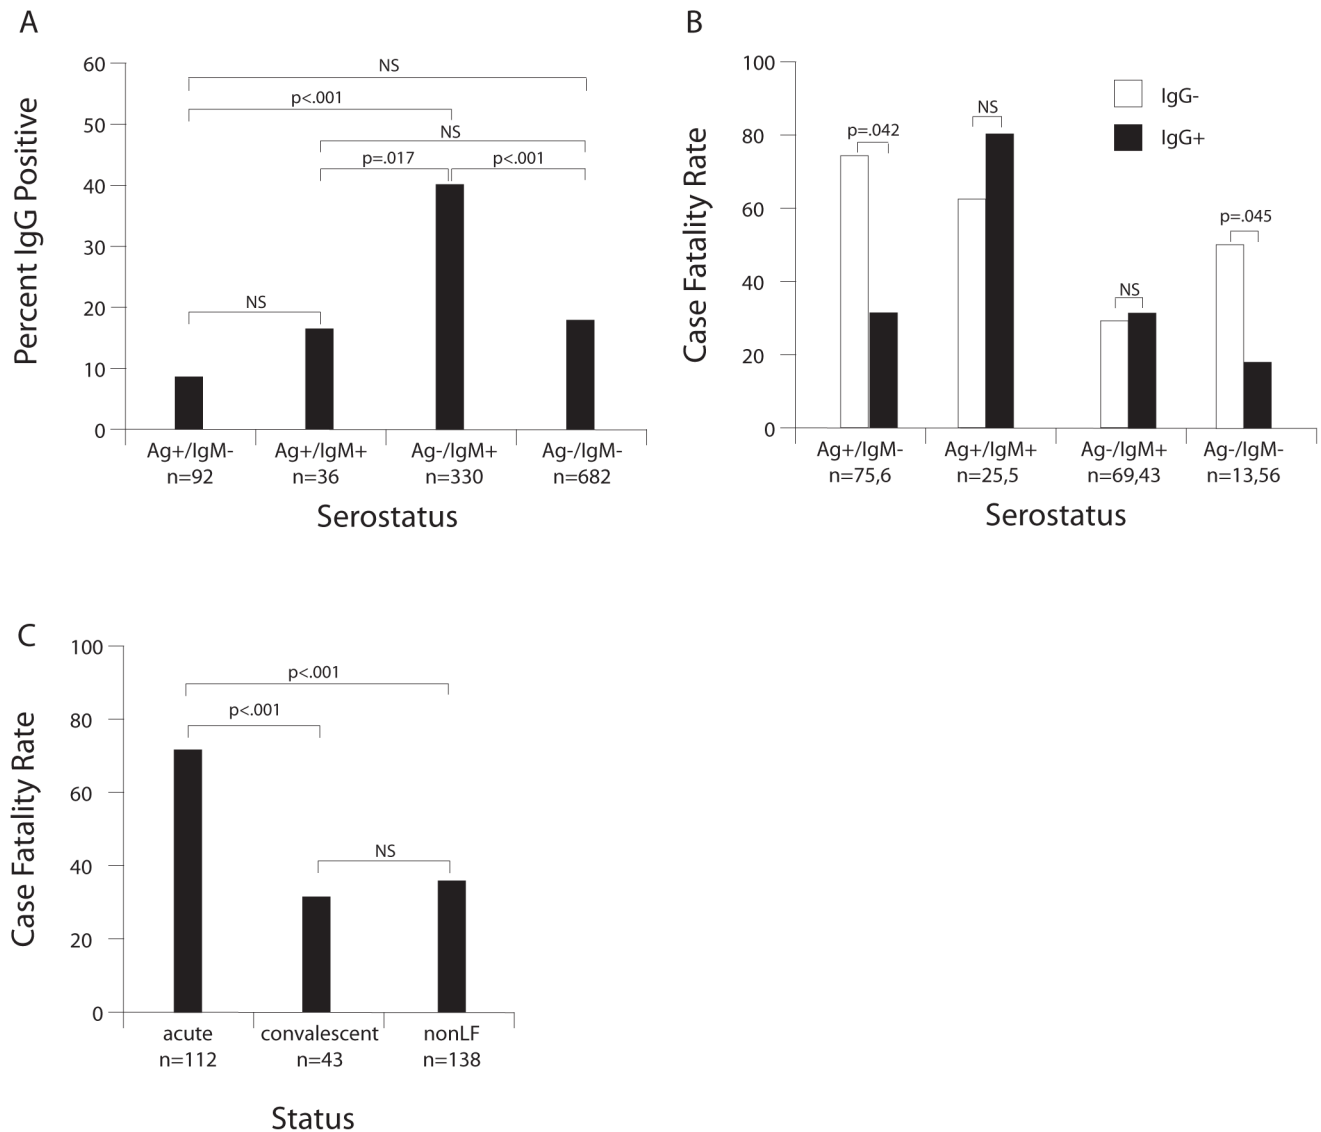 A
Percent IgG Positive
60
50
40
30
20
10
0
NS
p<.001
NS
p=.017
p<.001
NS
Ag+/IgM- Ag+/IgM+ Ag-/IgM+ Ag-/IgM-
n=92 n=36 n=330 n=682
Serostatus
B
Case Fatality Rate
100
80
60
40
20
0
IgG-
IgG+
p=.042
NS
NS
p=.045
Ag+/IgM- Ag+/IgM+ Ag-/IgM+ Ag-/IgM-
n=75,6 n=25,5 n=69,43 n=13,56
Serostatus
C
Case Fatality Rate
100
80
60
40
20
0
p<.001
p<.001
NS
acute convalescent nonLF
n=112 n=43 n=138
Status